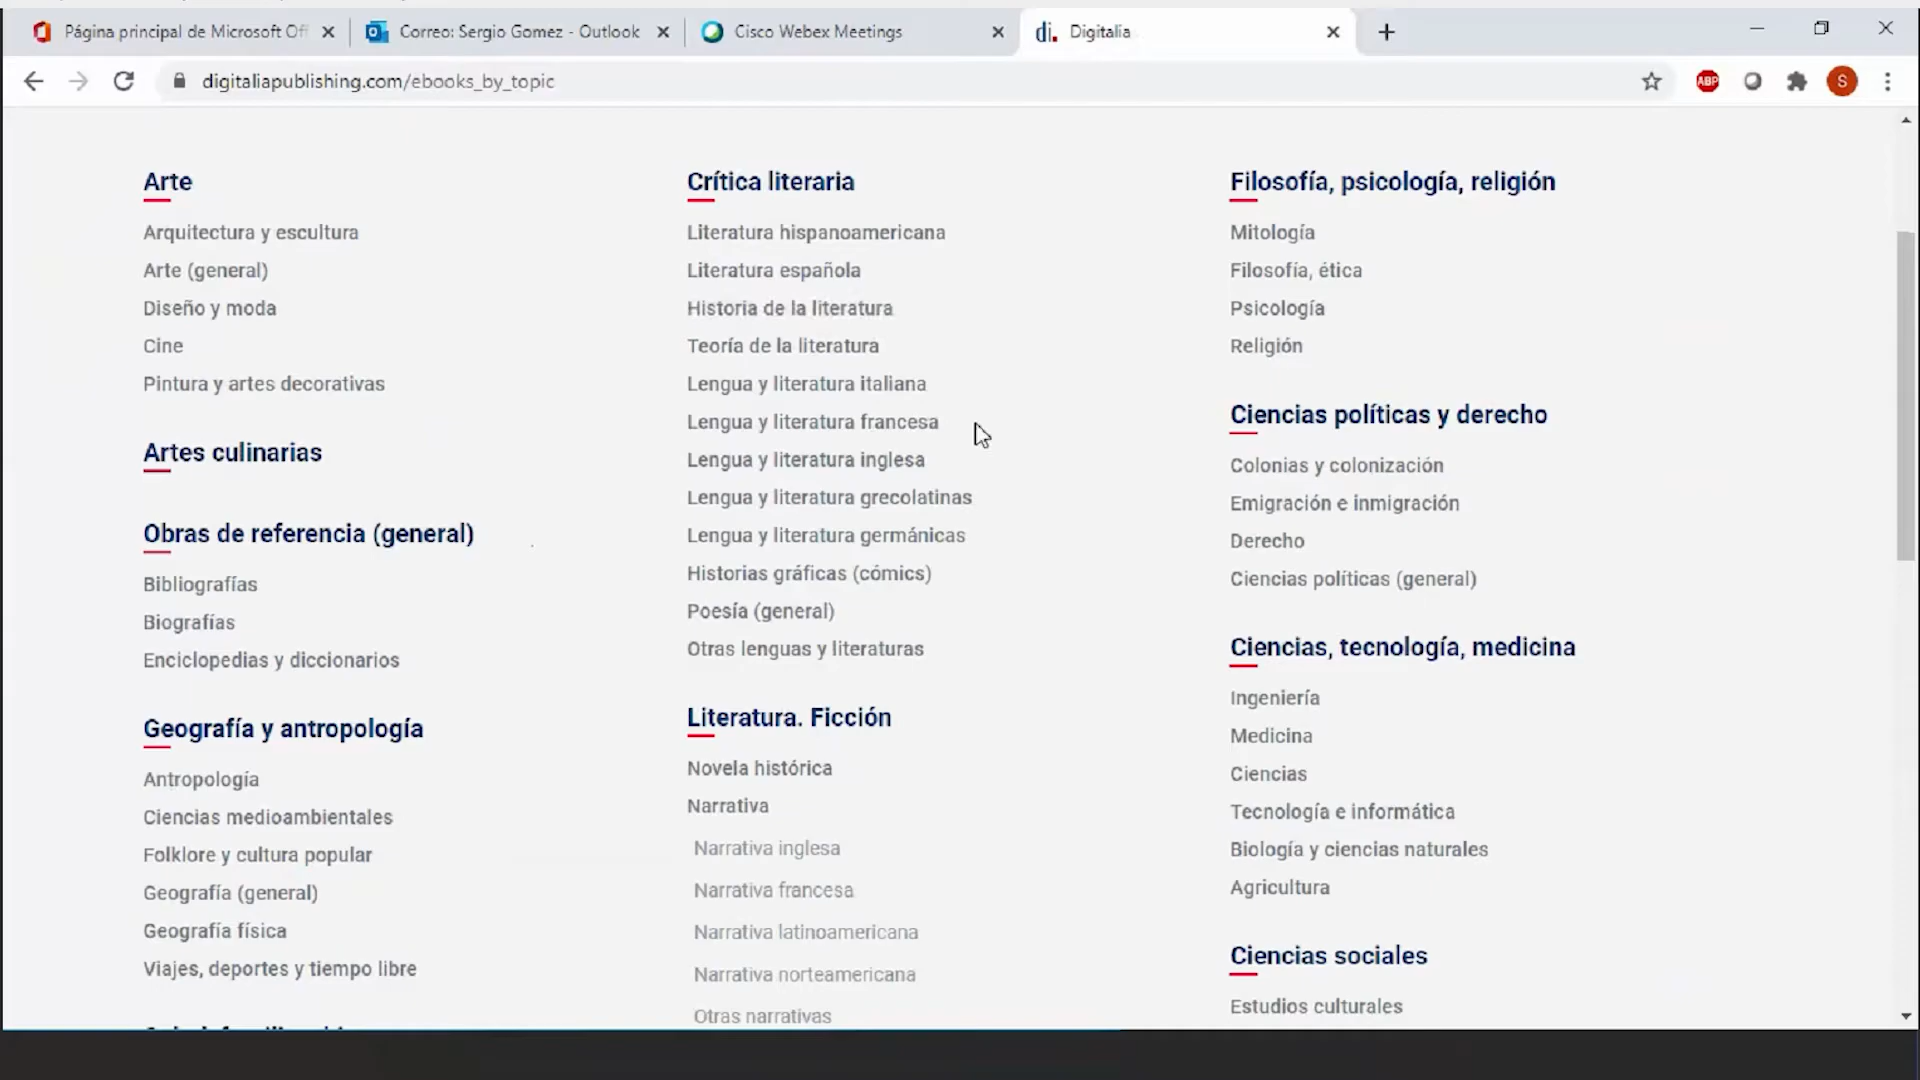 Página principal de Microsoft Of
Correo: Sergio Gomez - Outlook
Cisco Webex Meetings
di. Digitalia
digitaliapublishing.com/ebooks_by_topic
ABP
S
Arte
Arquitectura y escultura
Arte (general)
Diseño y moda
Cine
Pintura y artes decorativas
Artes culinarias
Obras de referencia (general)
Bibliografías
Biografías
Enciclopedias y diccionarios
Geografía y antropología
Antropología
Ciencias medioambientales
Folklore y cultura popular
Geografía (general)
Geografía física
Viajes, deportes y tiempo libre
Crítica literaria
Literatura hispanoamericana
Literatura española
Historia de la literatura
Teoría de la literatura
Lengua y literatura italiana
Lengua y literatura francesa
Lengua y literatura inglesa
Lengua y literatura grecolatinas
Lengua y literatura germánicas
Historias gráficas (cómics)
Poesía (general)
Otras lenguas y literaturas
Literatura. Ficción
Novela histórica
Narrativa
Narrativa inglesa
Narrativa francesa
Narrativa latinoamericana
Narrativa norteamericana
Otras narrativas
Filosofía, psicología, religión
Mitología
Filosofía, ética
Psicología
Religión
Ciencias políticas y derecho
Colonias y colonización
Emigración e inmigración
Derecho
Ciencias políticas (general)
Ciencias, tecnología, medicina
Ingeniería
Medicina
Ciencias
Tecnología e informática
Biología y ciencias naturales
Agricultura
Ciencias sociales
Estudios culturales